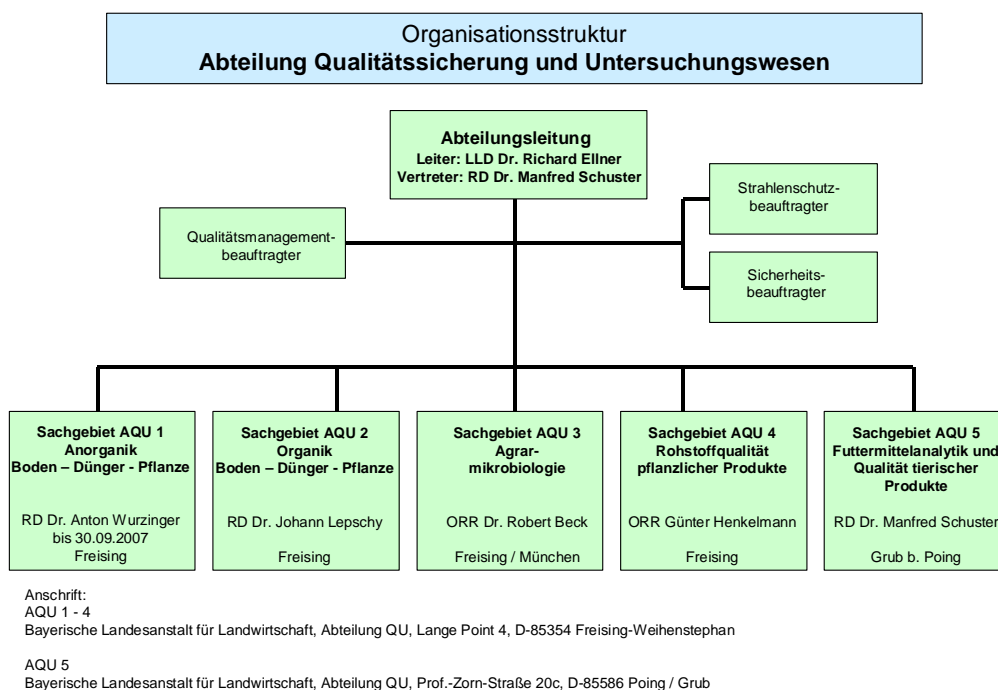 Organisationsstruktur
Abteilung Qualitätssicherung und Untersuchungswesen
Abteilungsleitung
Leiter: LLD Dr. Richard Ellner
Vertreter: RD Dr. Manfred Schuster
Strahlenschutz-
beauftragter
Qualitätsmanagement-
beauftragter
Sicherheits-
beauftragter
Sachgebiet AQU 1
Anorganik
Boden – Dünger - Pflanze
RD Dr. Anton Wurzinger
bis 30.09.2007
Freising
Sachgebiet AQU 2
Organik
Boden – Dünger - Pflanze
RD Dr. Johann Lepschy
Freising
Sachgebiet AQU 3
Agrar-
mikrobiologie
ORR Dr. Robert Beck
Freising / München
Sachgebiet AQU 4
Rohstoffqualität
pflanzlicher Produkte
ORR Günter Henkelmann
Freising
Sachgebiet AQU 5
Futtermittelanalytik und
Qualität tierischer
Produkte
RD Dr. Manfred Schuster
Grub b. Poing
Anschrift:
AQU 1 - 4
Bayerische Landesanstalt für Landwirtschaft, Abteilung QU, Lange Point 4, D-85354 Freising-Weihenstephan
AQU 5
Bayerische Landesanstalt für Landwirtschaft, Abteilung QU, Prof.-Zorn-Straße 20c, D-85586 Poing / Grub